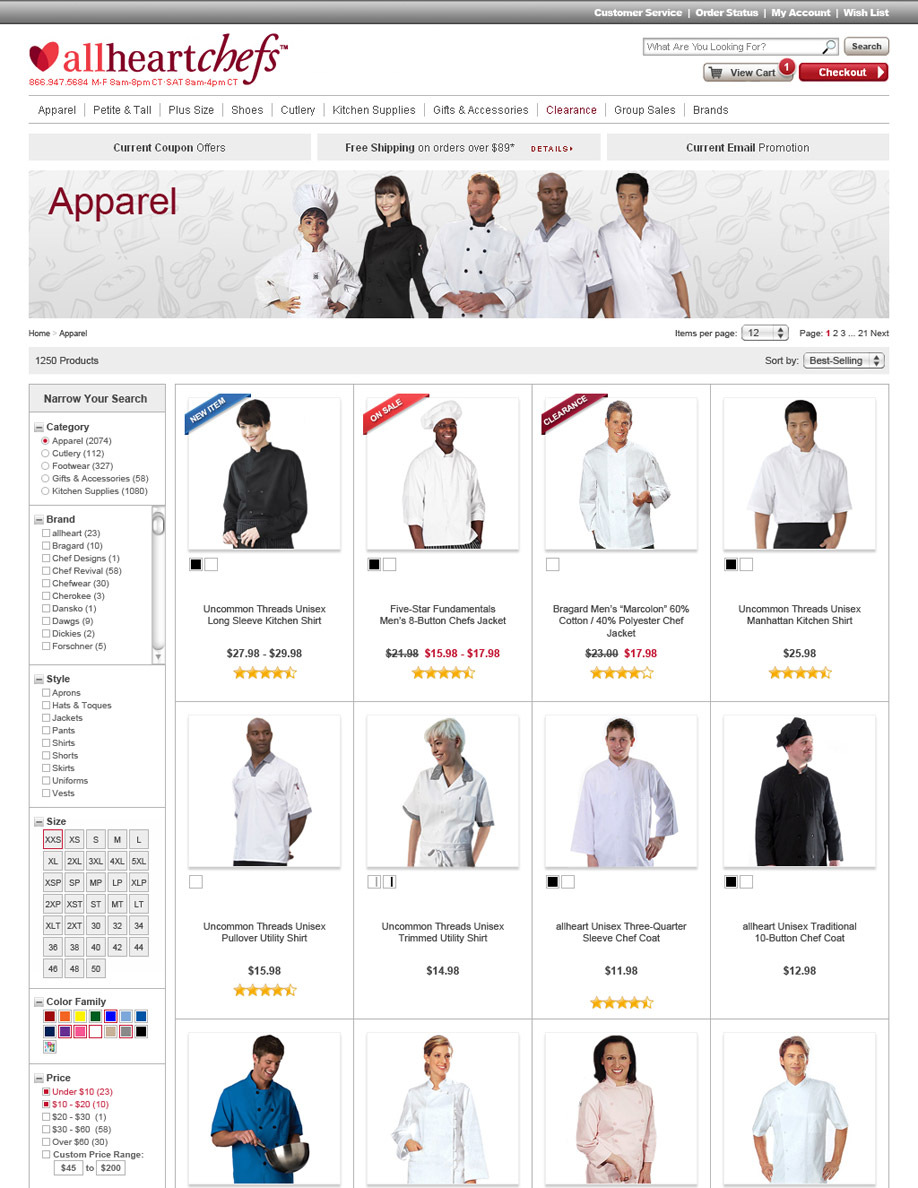 Customer Service | Order Status | My Account | Wish List
allheartchefs™
866.947.5684 M-F 8am-8pm CT·SAT 8am-4pm CT
What Are You Looking For?
Search
View Cart
1
Checkout
Apparel | Petite & Tall | Plus Size | Shoes | Cutlery | Kitchen Supplies | Gifts & Accessories | Clearance | Group Sales | Brands
Current Coupon Offers
Free Shipping on orders over $89* DETAILS
Current Email Promotion
Apparel
Home > Apparel
Items per page: 12
Page: 1 2 3 ... 21 Next
1250 Products
Sort by: Best-Selling
Narrow Your Search
Category
Apparel (2074)
Cutlery (112)
Footwear (327)
Gifts & Accessories (58)
Kitchen Supplies (1080)
Brand
allheart (23)
Bragard (10)
Chef Designs (1)
Chef Revival (58)
Chefwear (30)
Cherokee (3)
Dansko (1)
Dawgs (9)
Dickies (2)
Forschner (5)
Style
Aprons
Hats & Toques
Jackets
Pants
Shirts
Shorts
Skirts
Uniforms
Vests
Size
XXS XS S M L
XL 2XL 3XL 4XL 5XL
XSP SP MP LP XLP
2XP XST ST MT LT
XLT 2XT 30 32 34
36 38 40 42 44
46 48 50
Color Family
Price
Under $10 (23)
$10 - $20 (10)
$20 - $30 (1)
$30 - $60 (58)
Over $60 (30)
Custom Price Range:
$45 to $200
NEW ITEM
Uncommon Threads Unisex
Long Sleeve Kitchen Shirt
$27.98 - $29.98
ON SALE
Five-Star Fundamentals
Men's 8-Button Chefs Jacket
$21.98 $15.98 - $17.98
CLEARANCE
Bragard Men's “Marcolon” 60%
Cotton / 40% Polyester Chef
Jacket
$23.00 $17.98
Uncommon Threads Unisex
Manhattan Kitchen Shirt
$25.98
Uncommon Threads Unisex
Pullover Utility Shirt
$15.98
Uncommon Threads Unisex
Trimmed Utility Shirt
$14.98
allheart Unisex Three-Quarter
Sleeve Chef Coat
$11.98
allheart Unisex Traditional
10-Button Chef Coat
$12.98